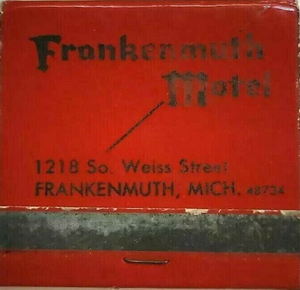 Frankenmuth
Motel
1218 So. Weiss Street
FRANKENMUTH, MICH. 48734